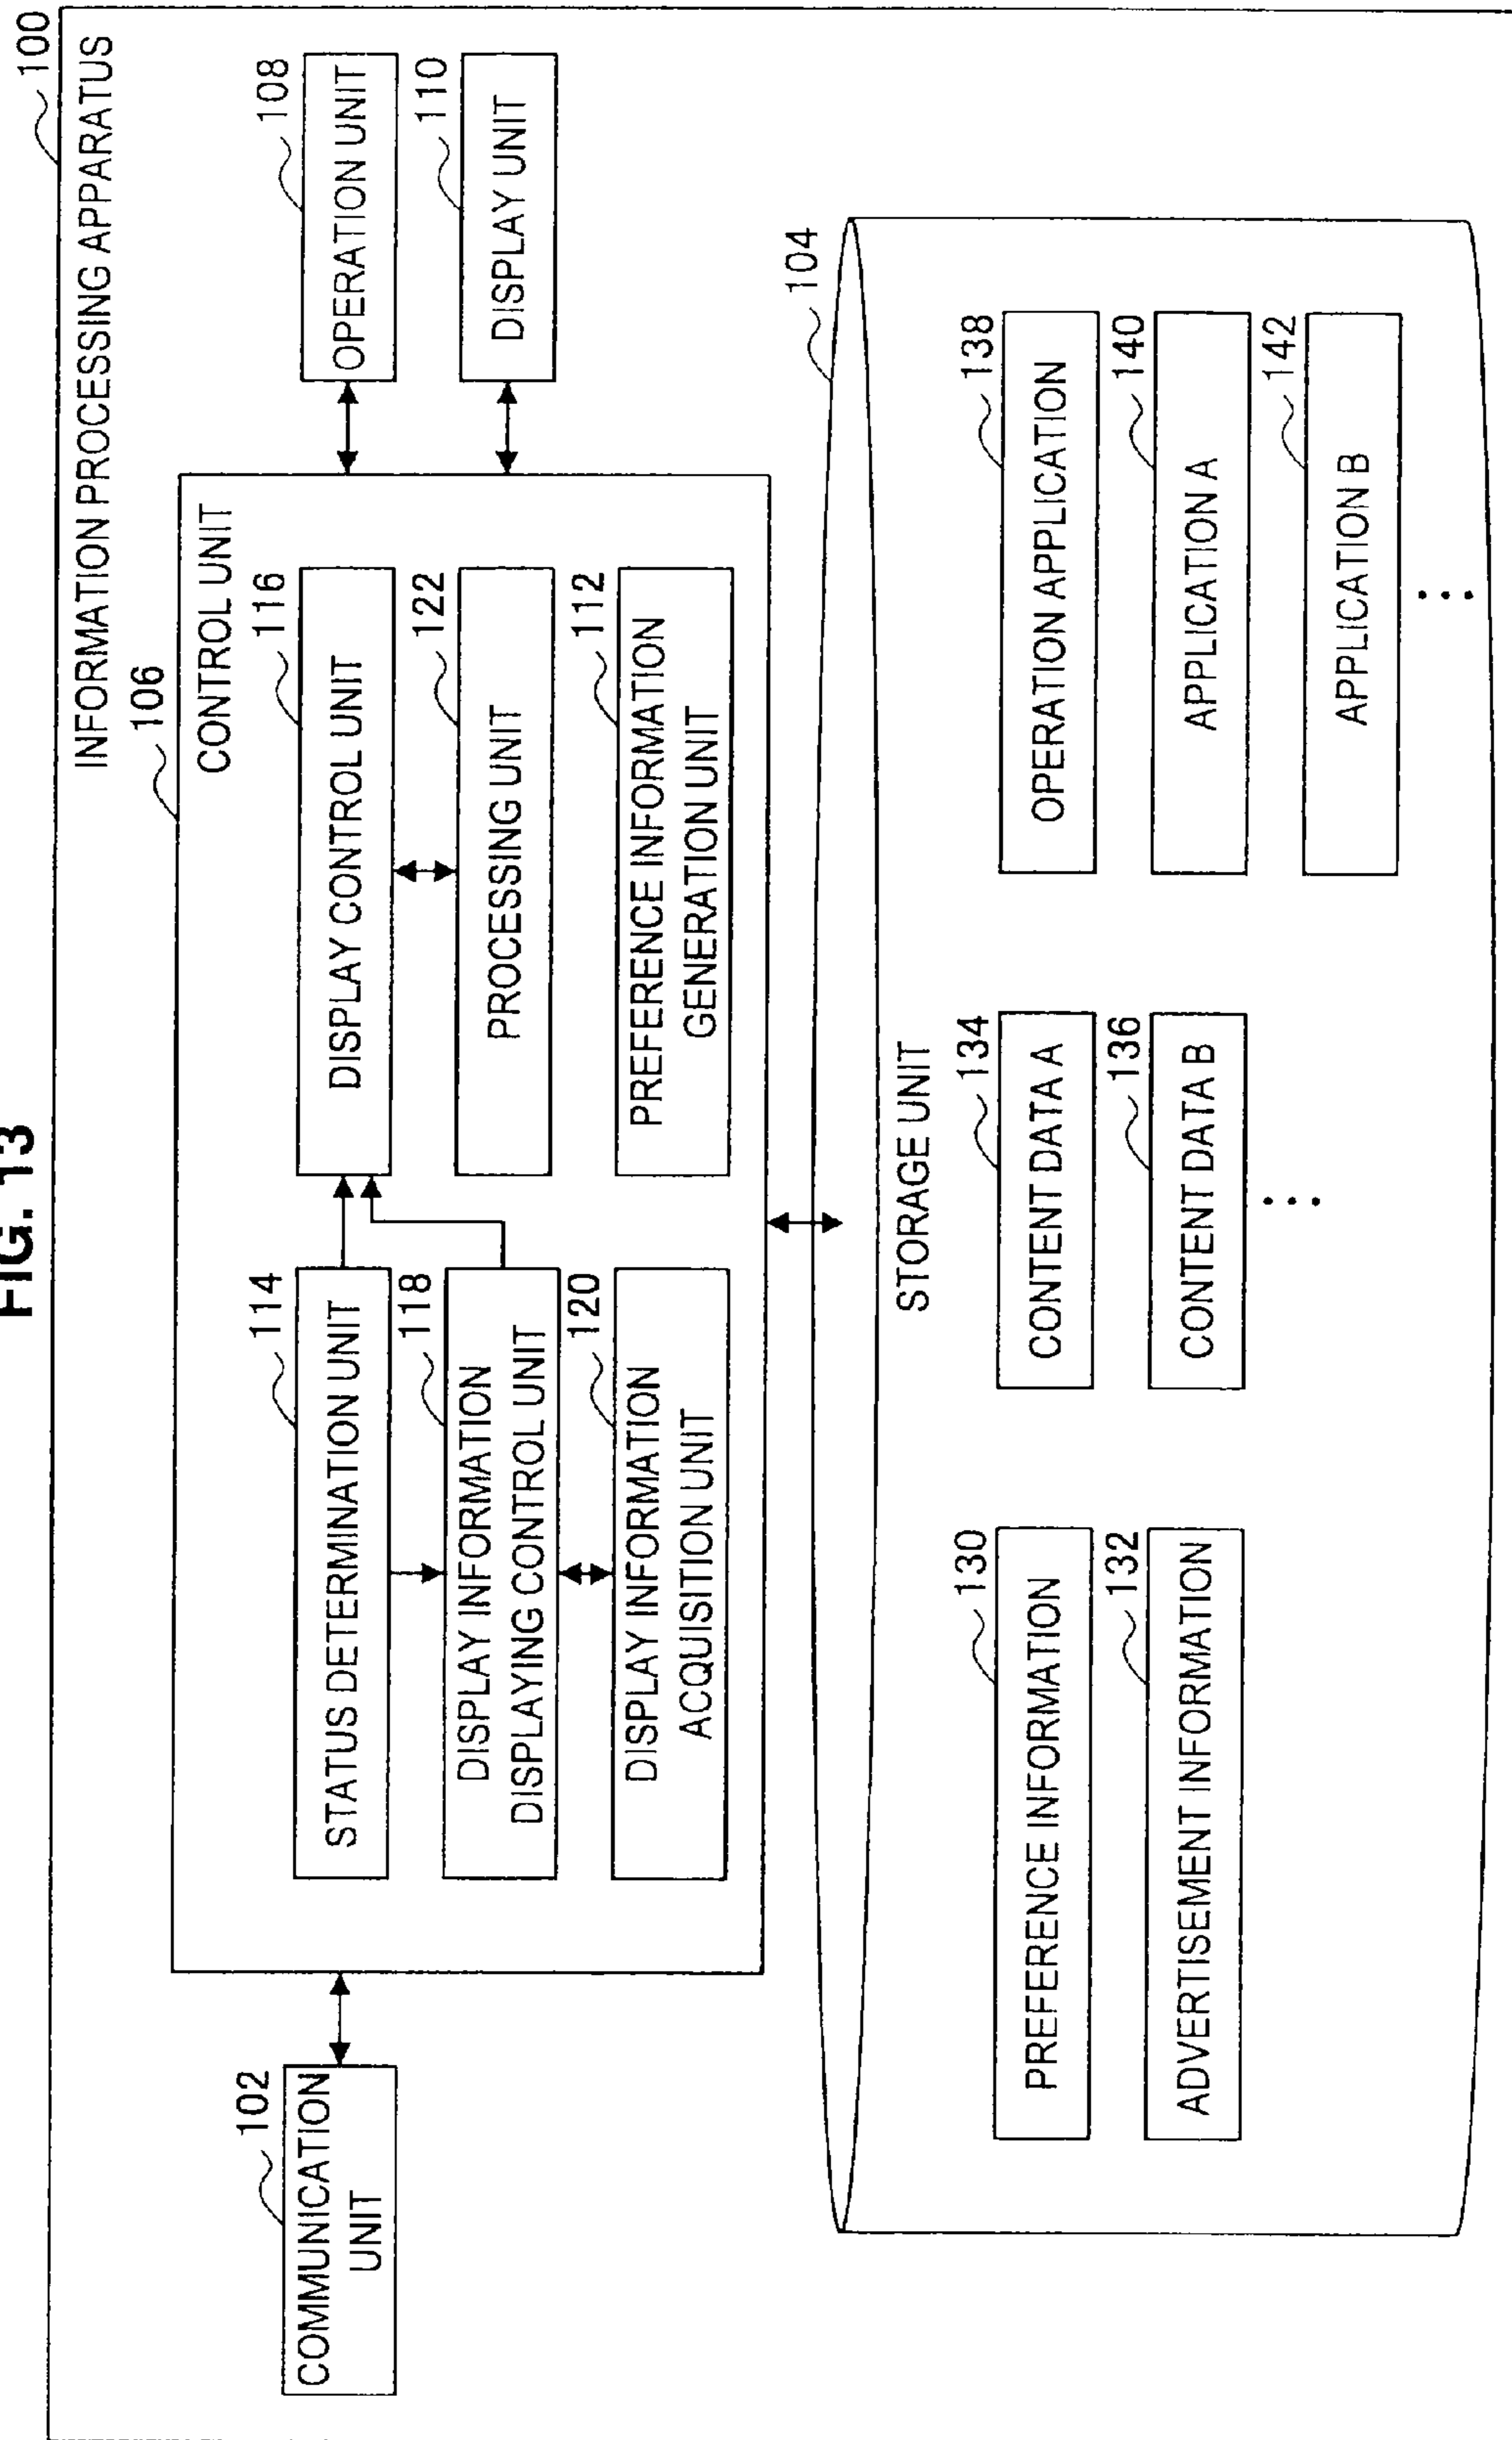 FIG. 13
100
INFORMATION PROCESSING APPARATUS
106
CONTROL UNIT
102
COMMUNICATION
UNIT
114
STATUS DETERMINATION UNIT
118
DISPLAY INFORMATION
DISPLAYING CONTROL UNIT
120
DISPLAY INFORMATION
ACQUISITION UNIT
116
DISPLAY CONTROL UNIT
122
PROCESSING UNIT
112
PREFERENCE INFORMATION
GENERATION UNIT
108
OPERATION UNIT
110
DISPLAY UNIT
104
STORAGE UNIT
130
PREFERENCE INFORMATION
132
ADVERTISEMENT INFORMATION
134
CONTENT DATA A
136
CONTENT DATA B
...
138
OPERATION APPLICATION
140
APPLICATION A
142
APPLICATION B
...